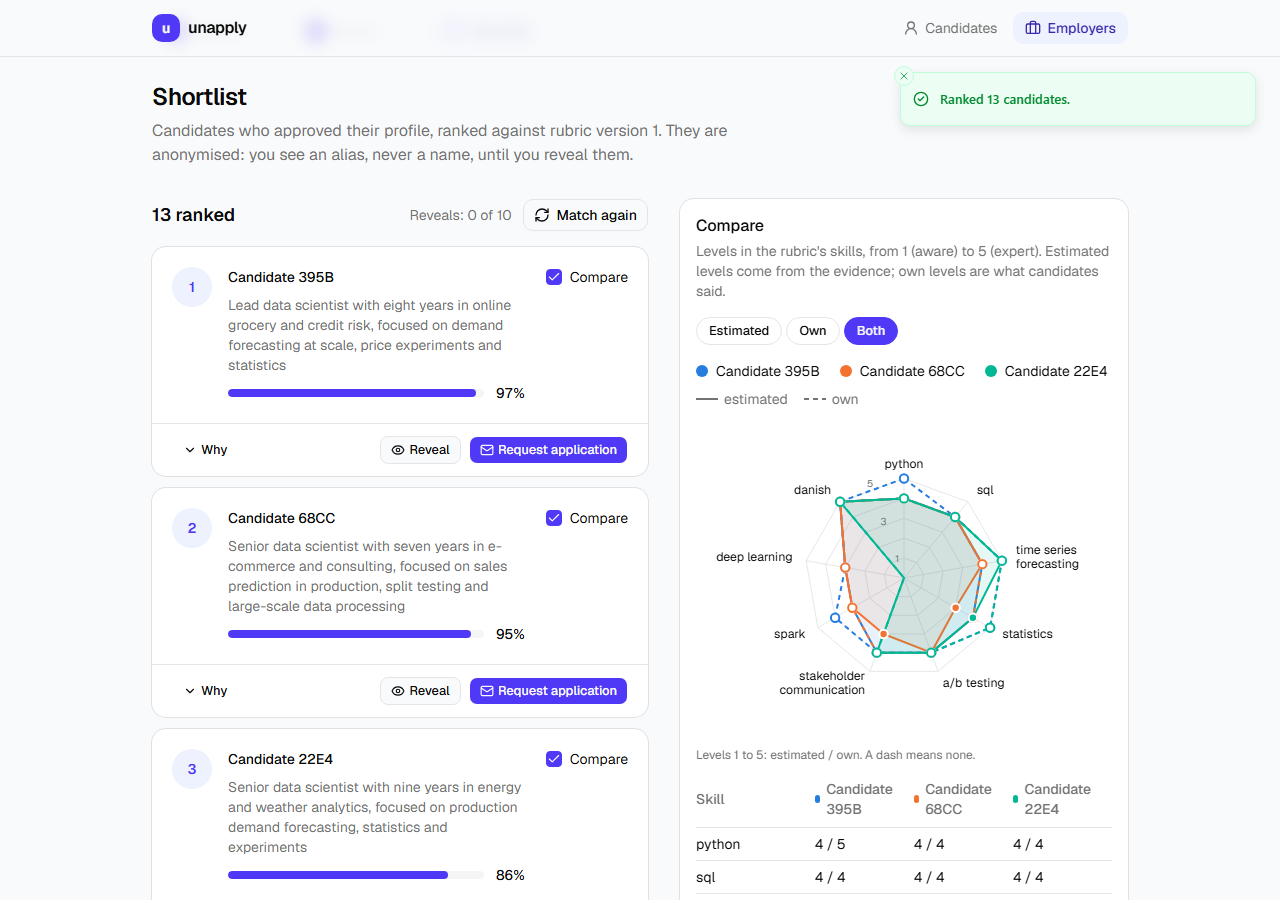 u unapply
Candidates
Employers
Ranked 13 candidates.
Shortlist
Candidates who approved their profile, ranked against rubric version 1. They are
anonymised: you see an alias, never a name, until you reveal them.
13 ranked
Reveals: 0 of 10
Match again
1
Candidate 395B
Compare
Lead data scientist with eight years in online
grocery and credit risk, focused on demand
forecasting at scale, price experiments and
statistics
97%
Why
Reveal
Request application
2
Candidate 68CC
Compare
Senior data scientist with seven years in e-
commerce and consulting, focused on sales
prediction in production, split testing and
large-scale data processing
95%
Why
Reveal
Request application
3
Candidate 22E4
Compare
Senior data scientist with nine years in energy
and weather analytics, focused on production
demand forecasting, statistics and
experiments
86%
Compare
Levels in the rubric's skills, from 1 (aware) to 5 (expert). Estimated
levels come from the evidence; own levels are what candidates
said.
Estimated
Own
Both
Candidate 395B
Candidate 68CC
Candidate 22E4
estimated
own
python
sql
time series
forecasting
statistics
a/b testing
stakeholder
communication
spark
deep learning
danish
5
3
1
Levels 1 to 5: estimated / own. A dash means none.
Skill
Candidate
395B
Candidate
68CC
Candidate
22E4
python 4 / 5 4 / 4 4 / 4
sql 4 / 4 4 / 4 4 / 4